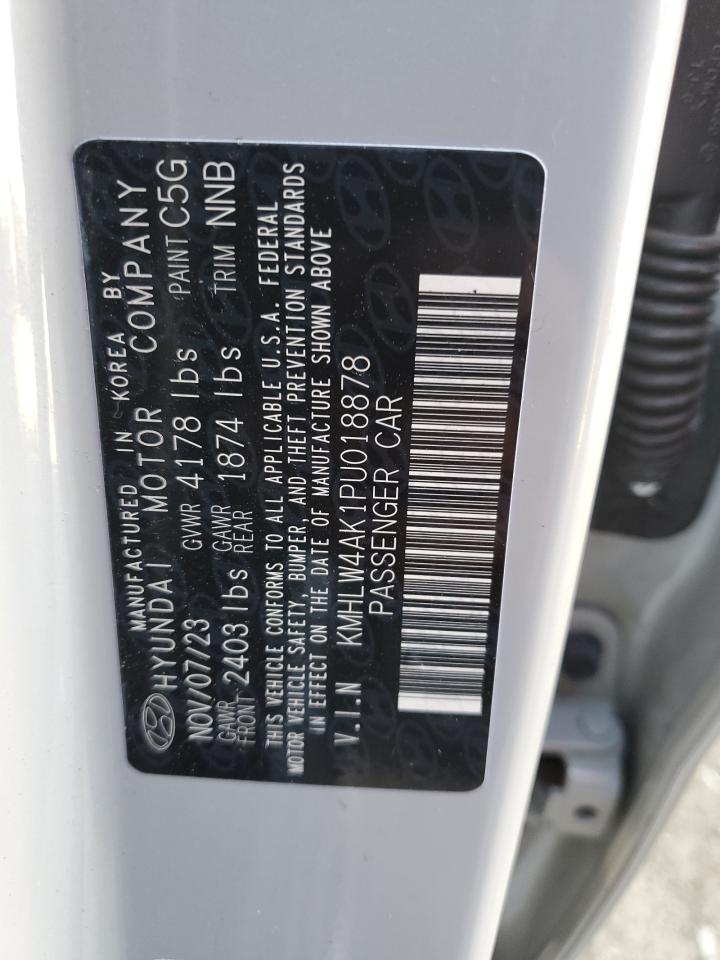 MANUFACTURED IN KOREA BY
HYUNDAI MOTOR COMPANY
NOV/07/23 GVWR 4178 lbs PAINT C5G
GAWR FRONT 2403 lbs GAWR REAR 1874 lbs TRIM NNB
THIS VEHICLE CONFORMS TO ALL APPLICABLE U.S.A. FEDERAL
MOTOR VEHICLE SAFETY, BUMPER, AND THEFT PREVENTION STANDARDS
IN EFFECT ON THE DATE OF MANUFACTURE SHOWN ABOVE
V.I.N KMHLW4AK1PU018878
PASSENGER CAR